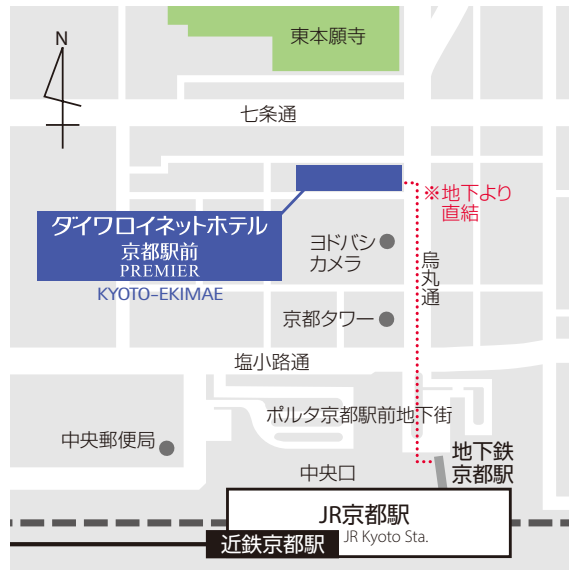 東本願寺
N
七条通
※地下より
直結
ダイワロイネットホテル
京都駅前
PREMIER
KYOTO-EKIMAE
ヨドバシ
カメラ
烏丸通
京都タワー
塩小路通
ポルタ京都駅前地下街
中央郵便局
地下鉄
京都駅
中央口
JR京都駅
JR Kyoto Sta.
近鉄京都駅